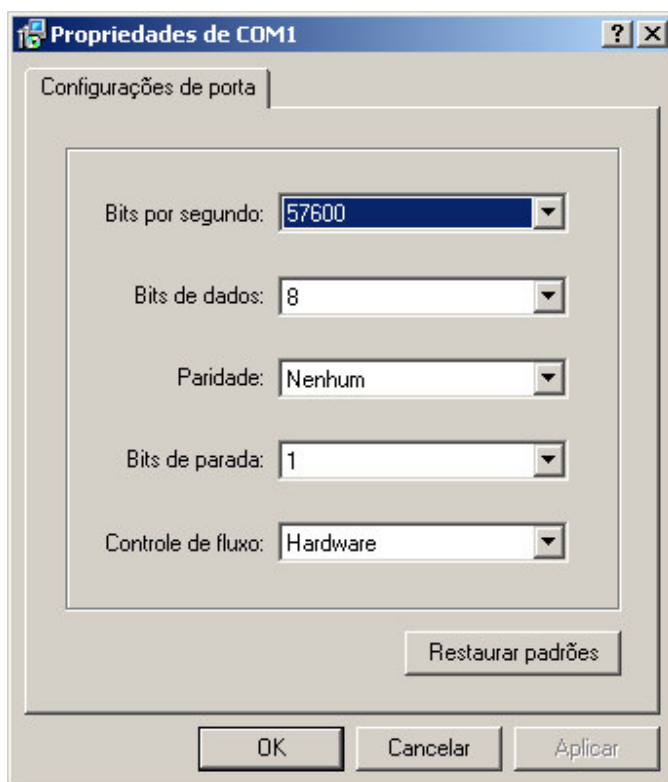 Propriedades de COM1
Configurações de porta
Bits por segundo: 57600
Bits de dados: 8
Paridade: Nenhum
Bits de parada: 1
Controle de fluxo: Hardware
Restaurar padrões
OK Cancelar Aplicar